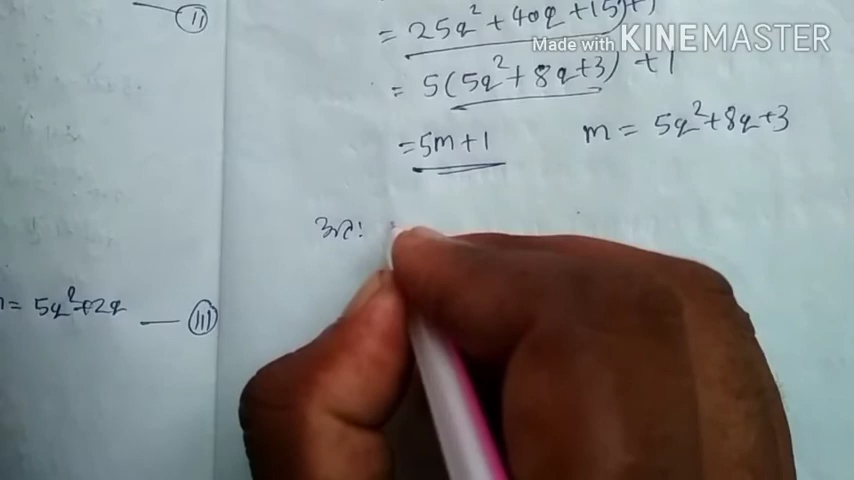 (II)
= 25q² + 40q + 15) + 1
Made with KINEMASTER
= 5(5q² + 8q + 3) + 1
= 5m + 1 m = 5q² + 8q + 3
अतः
= 5q² + 2q — (III)